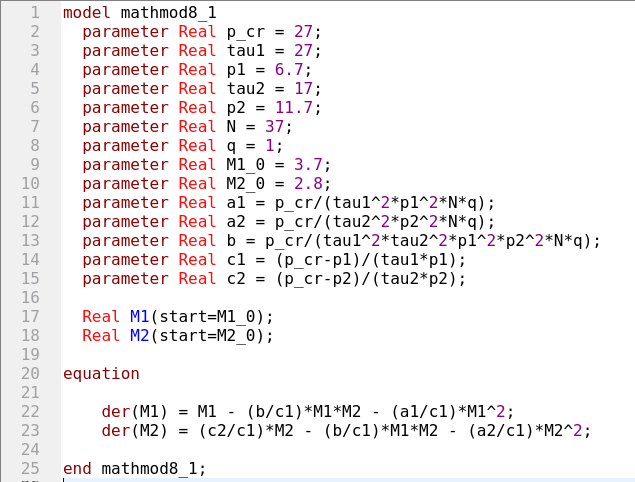 1 model mathmod8_1
2 parameter Real p_cr = 27;
3 parameter Real tau1 = 27;
4 parameter Real p1 = 6.7;
5 parameter Real tau2 = 17;
6 parameter Real p2 = 11.7;
7 parameter Real N = 37;
8 parameter Real q = 1;
9 parameter Real M1_0 = 3.7;
10 parameter Real M2_0 = 2.8;
11 parameter Real a1 = p_cr/(tau1^2*p1^2*N*q);
12 parameter Real a2 = p_cr/(tau2^2*p2^2*N*q);
13 parameter Real b = p_cr/(tau1^2*tau2^2*p1^2*p2^2*N*q);
14 parameter Real c1 = (p_cr-p1)/(tau1*p1);
15 parameter Real c2 = (p_cr-p2)/(tau2*p2);
16
17 Real M1(start=M1_0);
18 Real M2(start=M2_0);
19
20 equation
21
22 der(M1) = M1 - (b/c1)*M1*M2 - (a1/c1)*M1^2;
23 der(M2) = (c2/c1)*M2 - (b/c1)*M1*M2 - (a2/c1)*M2^2;
24
25 end mathmod8_1;